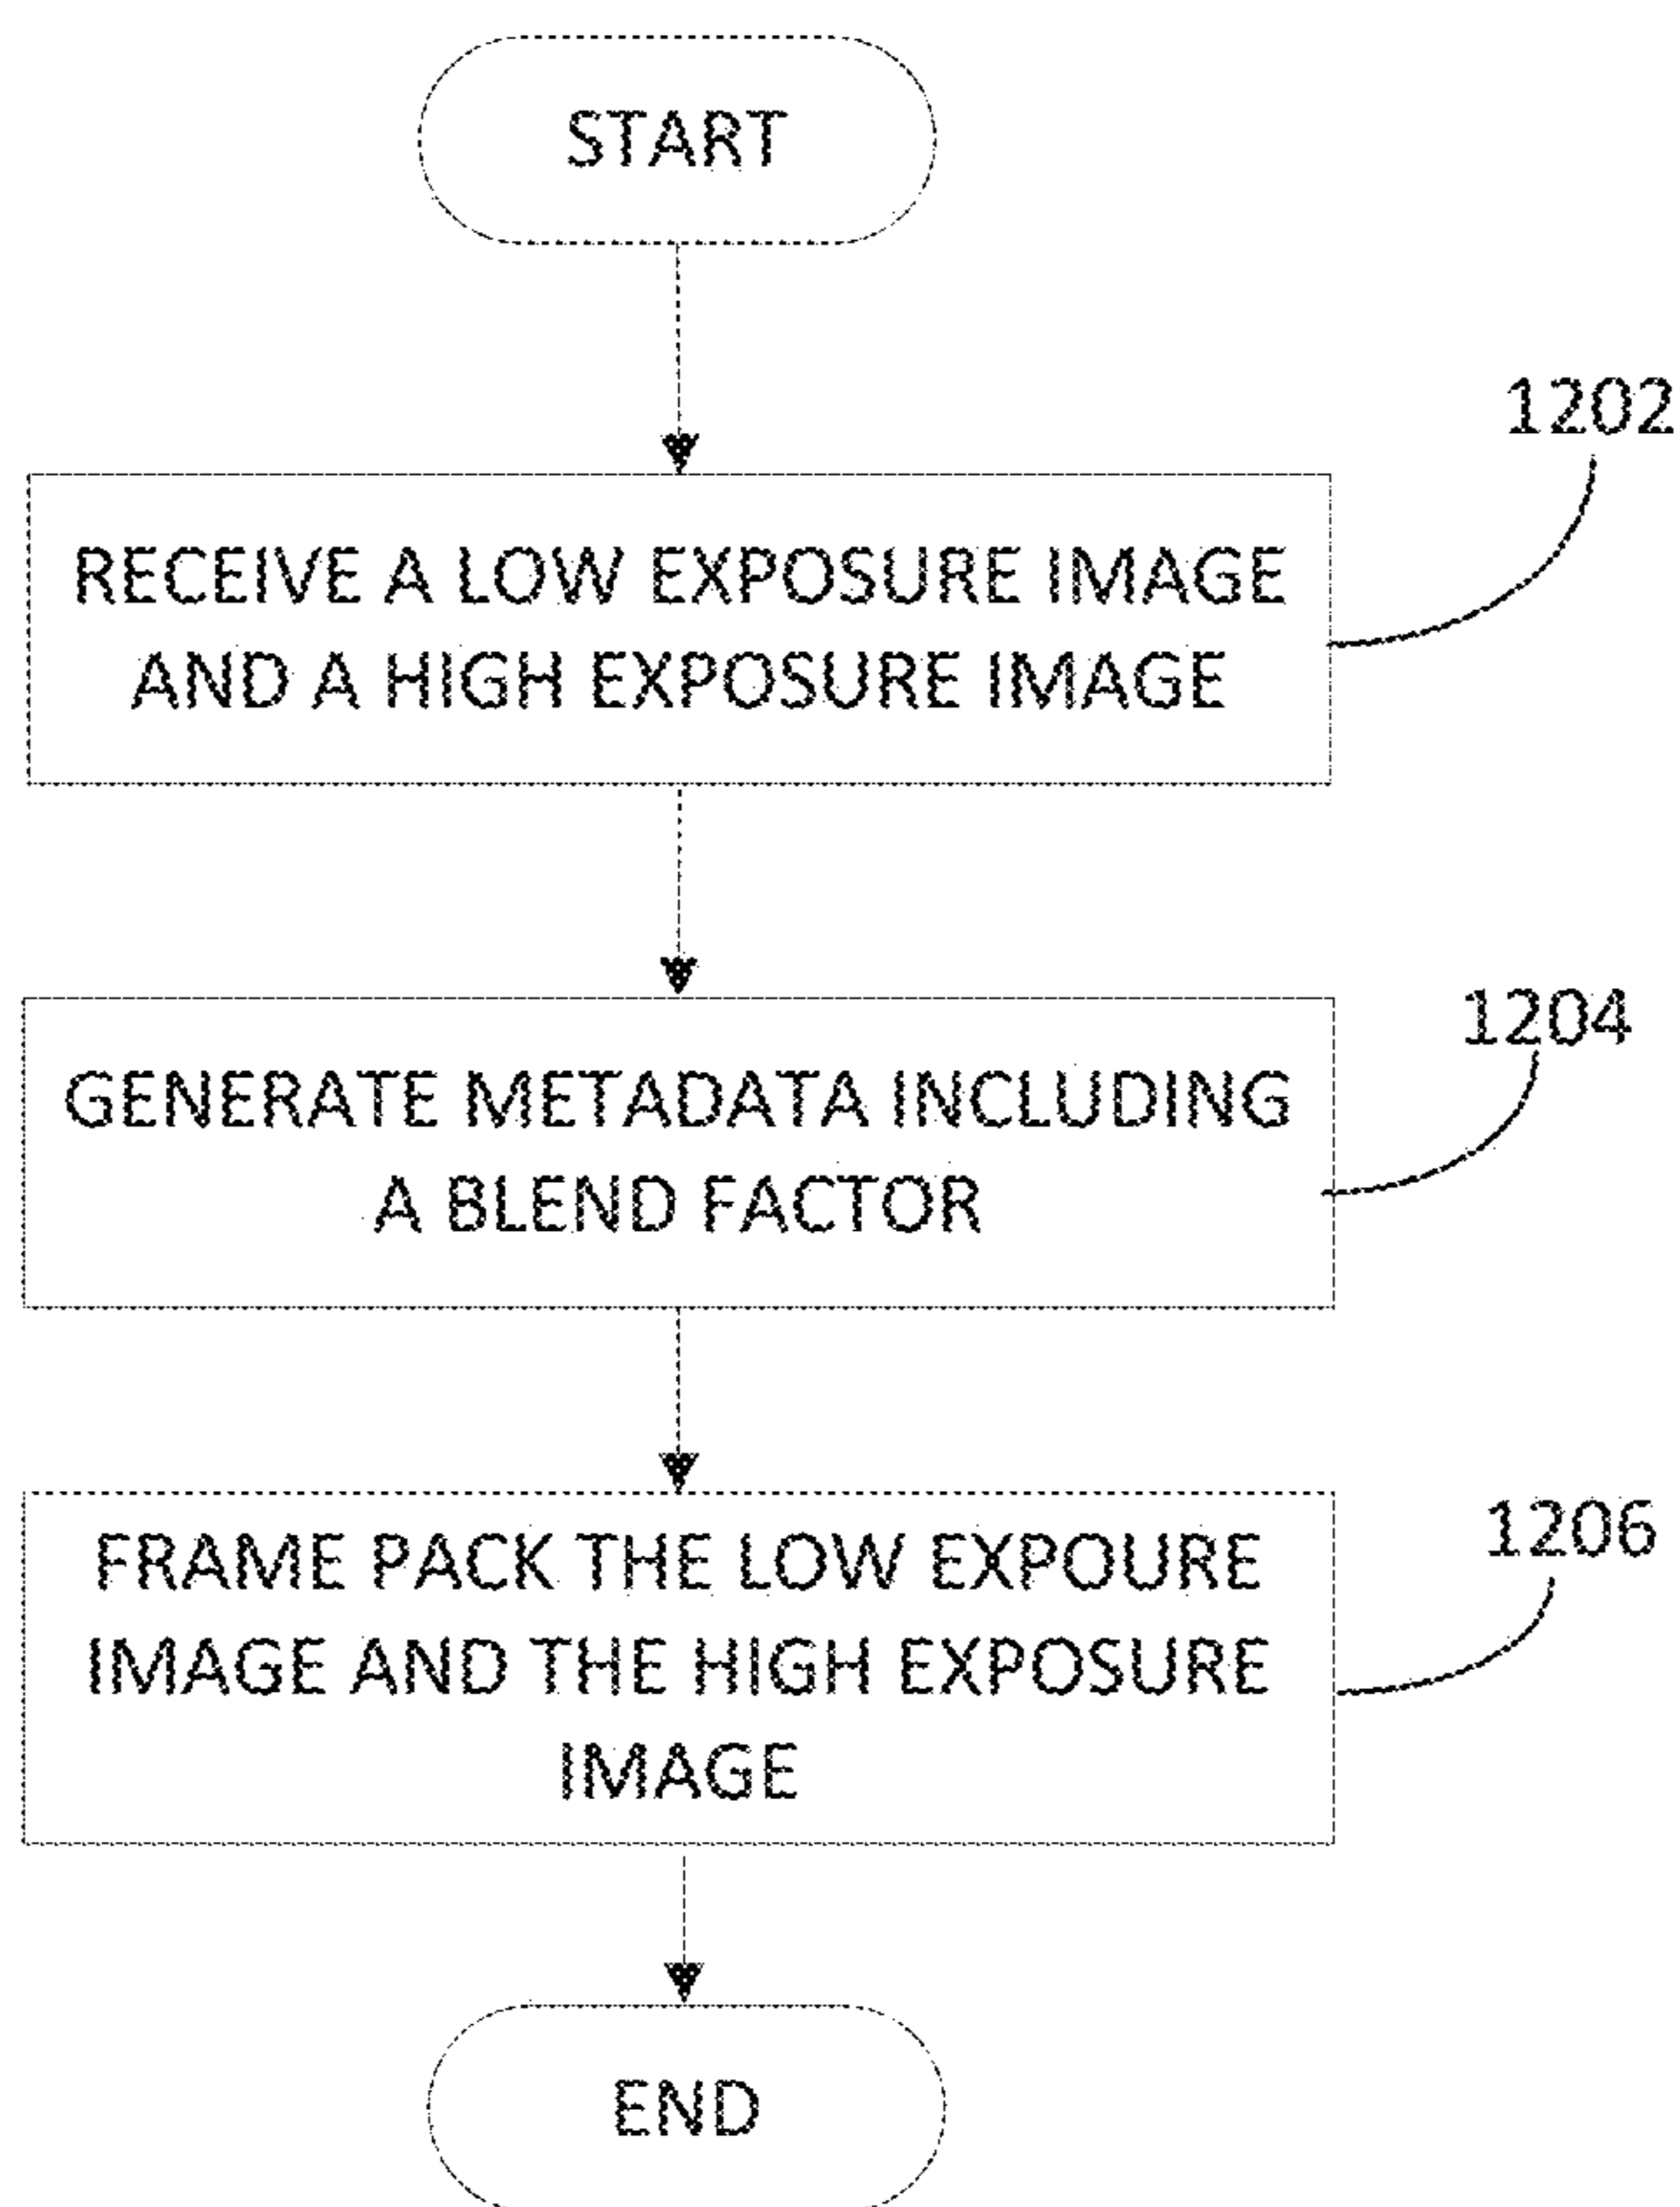 START
1202
RECEIVE A LOW EXPOSURE IMAGE
AND A HIGH EXPOSURE IMAGE
1204
GENERATE METADATA INCLUDING
A BLEND FACTOR
1206
FRAME PACK THE LOW EXPOURE
IMAGE AND THE HIGH EXPOSURE
IMAGE
END